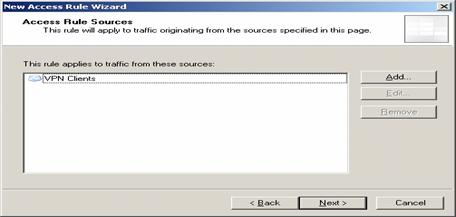 New Access Rule Wizard
Access Rule Sources
This rule will apply to traffic originating from the sources specified in this page.
This rule applies to traffic from these sources:
VPN Clients
Add...
Edit...
Remove
< Back
Next >
Cancel